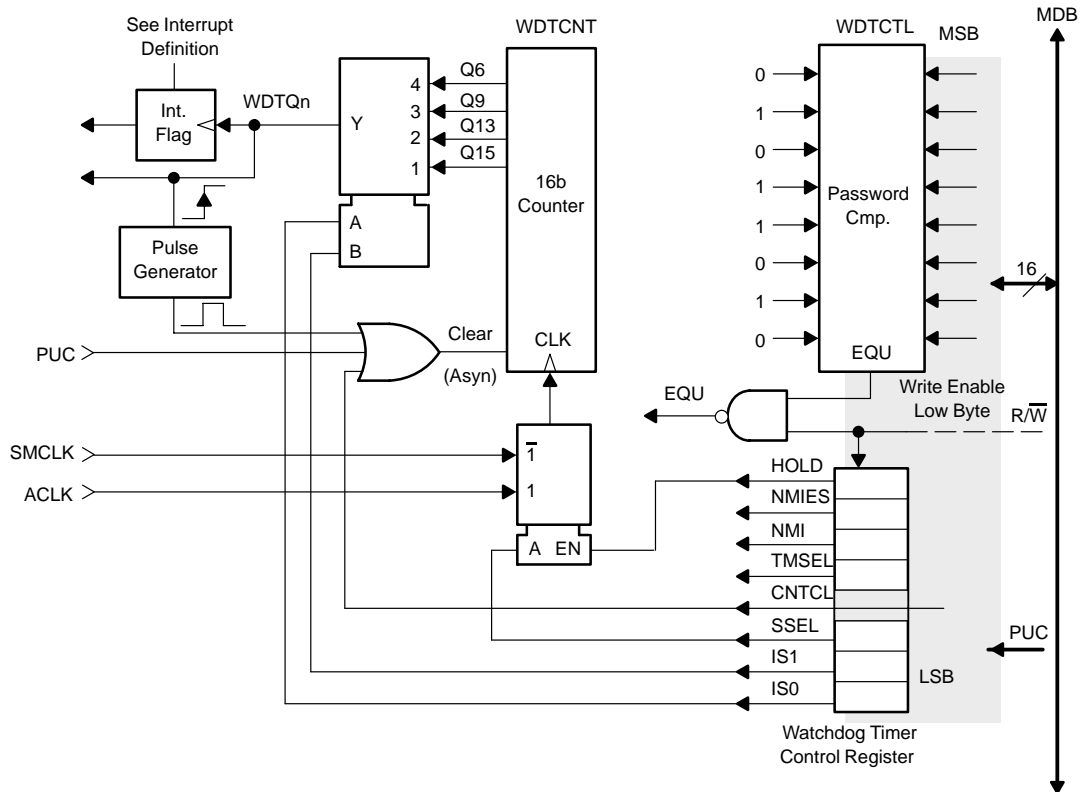 See Interrupt
Definition
WDTCNT
WDTCTL
MSB
MDB
Int.
Flag
WDTQn
Y
4
3
2
1
Q6
Q9
Q13
Q15
16b
Counter
CLK
A
B
Pulse
Generator
Clear
(Asyn)
PUC
SMCLK
ACLK
1
1
A EN
0
1
0
1
1
0
1
0
Password
Cmp.
EQU
16
EQU
Write Enable
Low Byte
R/W̅
HOLD
NMIES
NMI
TMSEL
CNTCL
SSEL
IS1
IS0
PUC
LSB
Watchdog Timer
Control Register